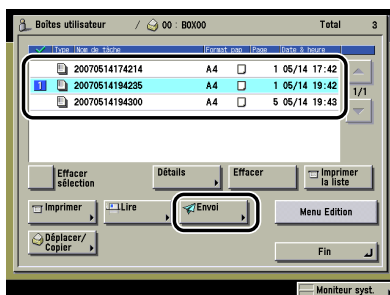 Boîtes utilisateur / 00 : BOX00 Total 3
Type Nom de tâche Format pap Page Date & heure
20070514174214 A4 1 05/14 17:42
1 20070514194235 A4 1 05/14 19:42
20070514194300 A4 5 05/14 19:43
1/1
Effacer sélection
Détails
Effacer
Imprimer la liste
Imprimer
Lire
Envoi
Menu Edition
Déplacer/ Copier
Fin
Moniteur syst.